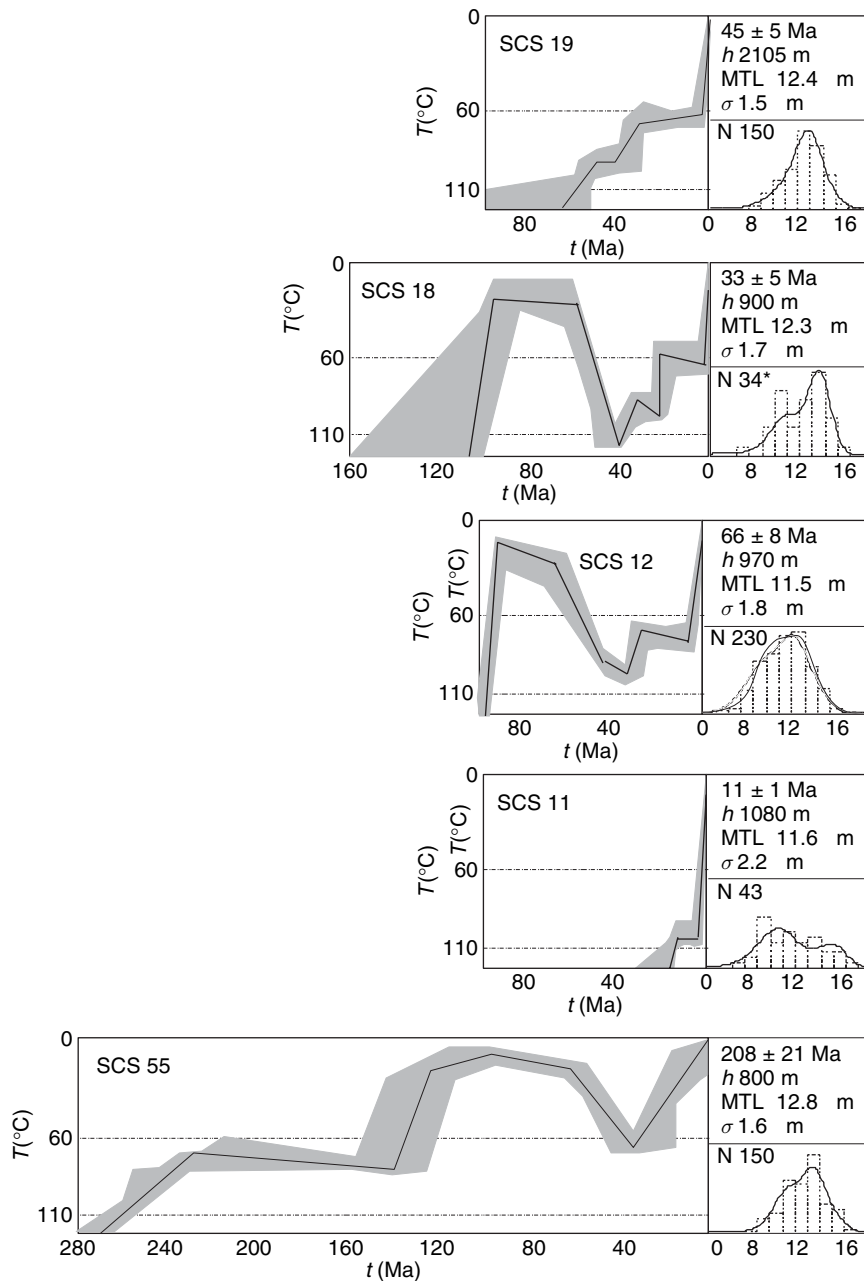 0
SCS 19
60
T(°C)
110
80
40
0
t (Ma)
45 ± 5 Ma
h 2105 m
MTL 12.4 m
σ 1.5 m
N 150
8
12
16
0
SCS 18
60
T(°C)
110
160
120
80
40
0
t (Ma)
33 ± 5 Ma
h 900 m
MTL 12.3 m
σ 1.7 m
N 34*
8
12
16
0
SCS 12
60
T(°C)
T(°C)
110
80
40
t (Ma)
66 ± 8 Ma
h 970 m
MTL 11.5 m
σ 1.8 m
N 230
0
8
12
16
0
SCS 11
60
T(°C)
T(°C)
110
80
40
t (Ma)
11 ± 1 Ma
h 1080 m
MTL 11.6 m
σ 2.2 m
N 43
0
8
12
16
0
SCS 55
60
T(°C)
110
280
240
200
160
120
80
40
t (Ma)
208 ± 21 Ma
h 800 m
MTL 12.8 m
σ 1.6 m
N 150
0
8
12
16